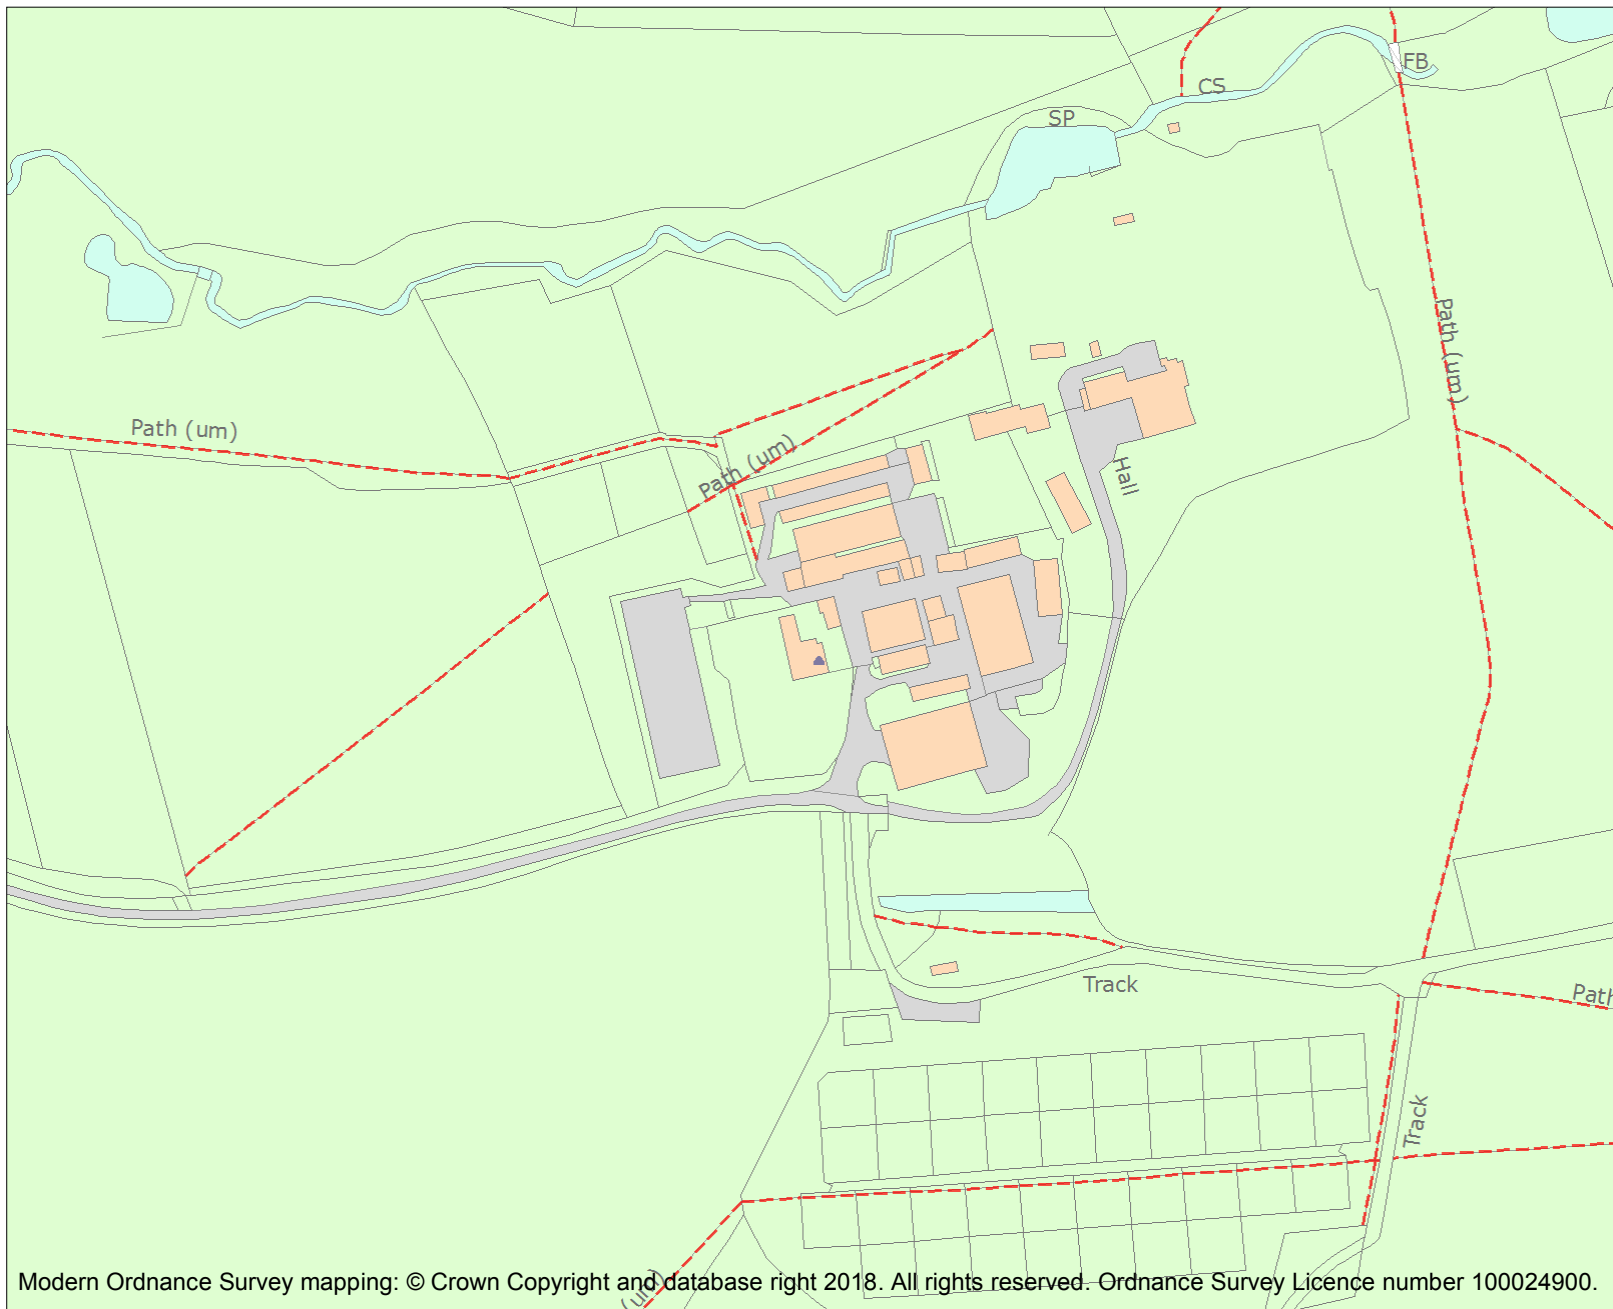 FB
CS
SP
Path (um)
Path (um)
Path (um)
Hall
Track
Path
Track
(um)
Modern Ordnance Survey mapping: © Crown Copyright and database right 2018. All rights reserved. Ordnance Survey Licence number 100024900.